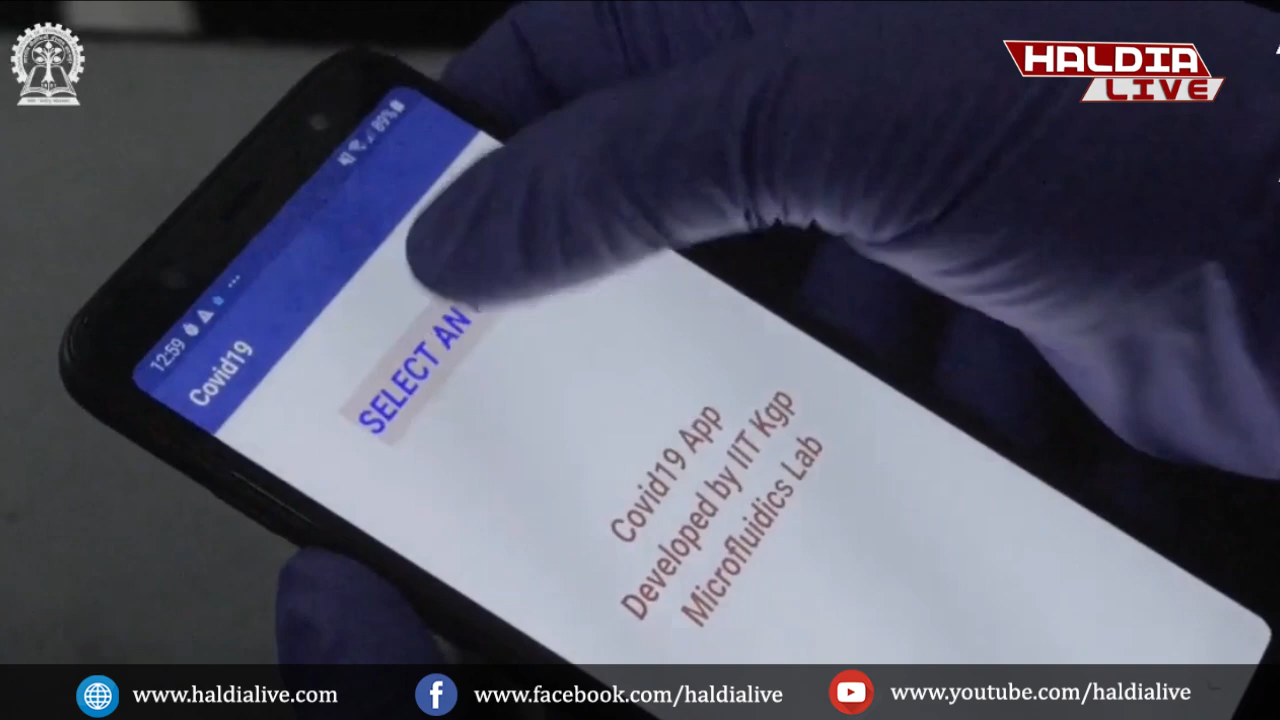 HALDIA
LIVE
89%
12:59
Covid19
SELECT AN
Covid19 App
Developed by IIT Kgp
Microfluidics Lab
www.haldialive.com
www.facebook.com/haldialive
www.youtube.com/haldialive